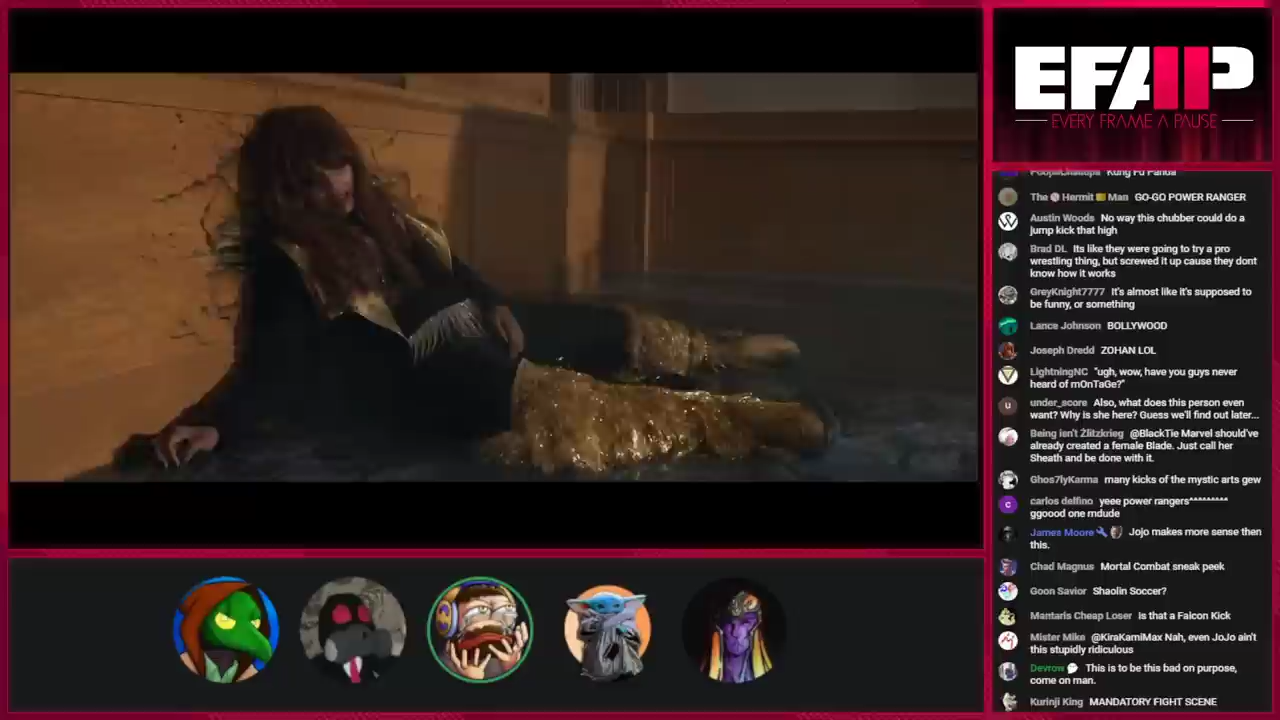 EFAP
EVERY FRAME A PAUSE
Kung Fu Panda
The Hermit Man GO-GO POWER RANGER
Austin Woods No way this chubber could do a
jump kick that high
Brad DL Its like they were going to try a pro
wrestling thing, but screwed it up cause they dont
know how it works
GreyKnight7777 It's almost like it's supposed to
be funny, or something
Lance Johnson BOLLYWOOD
Joseph Dredd ZOHAN LOL
LightningNC "ugh, wow, have you guys never
heard of mOnTaGe?"
under_score Also, what does this person even
want? Why is she here? Guess we'll find out later...
Being isn't Żlitzkrieg @BlackTie Marvel should've
already created a female Blade. Just call her
Sheath and be done with it.
Ghos7lyKarma many kicks of the mystic arts gew
carlos delfino yeee power rangers^^^^^^^^^
ggoood one mdude
James Moore Jojo makes more sense then
this.
Chad Magnus Mortal Combat sneak peek
Goon Savior Shaolin Soccer?
Mantaris Cheap Loser Is that a Falcon Kick
Mister Mike @KiraKamiMax Nah, even JoJo ain't
this stupidly ridiculous
Devrow This is to be this bad on purpose,
come on man.
Kurinji King MANDATORY FIGHT SCENE